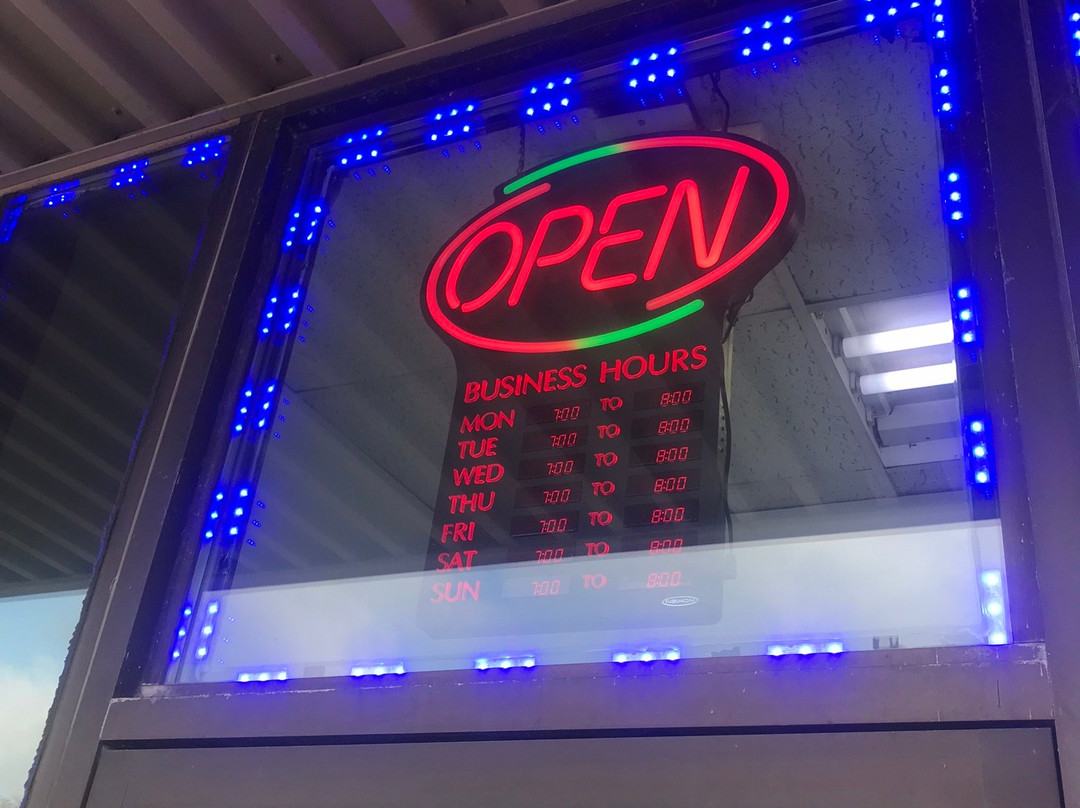 OPEN
BUSINESS HOURS
MON 7:00 TO 8:00
TUE 7:00 TO 8:00
WED 7:00 TO 8:00
THU 7:00 TO 8:00
FRI 7:00 TO 8:00
SAT 7:00 TO 8:00
SUN 7:00 TO 8:00